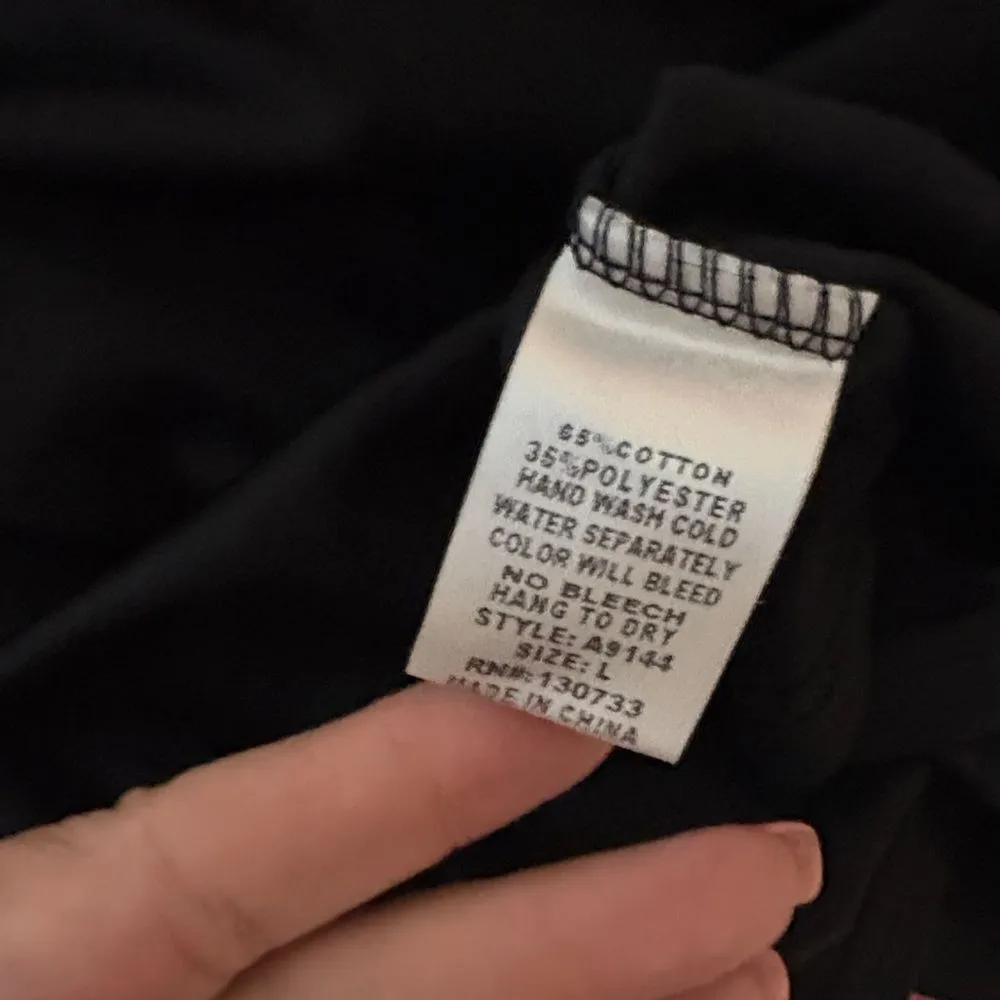 65%COTTON
35%POLYESTER
HAND WASH COLD
WATER SEPARATELY
COLOR WILL BLEED
NO BLEECH
HANG TO DRY
STYLE: A9144
SIZE: L
RN#:130733
MADE IN CHINA